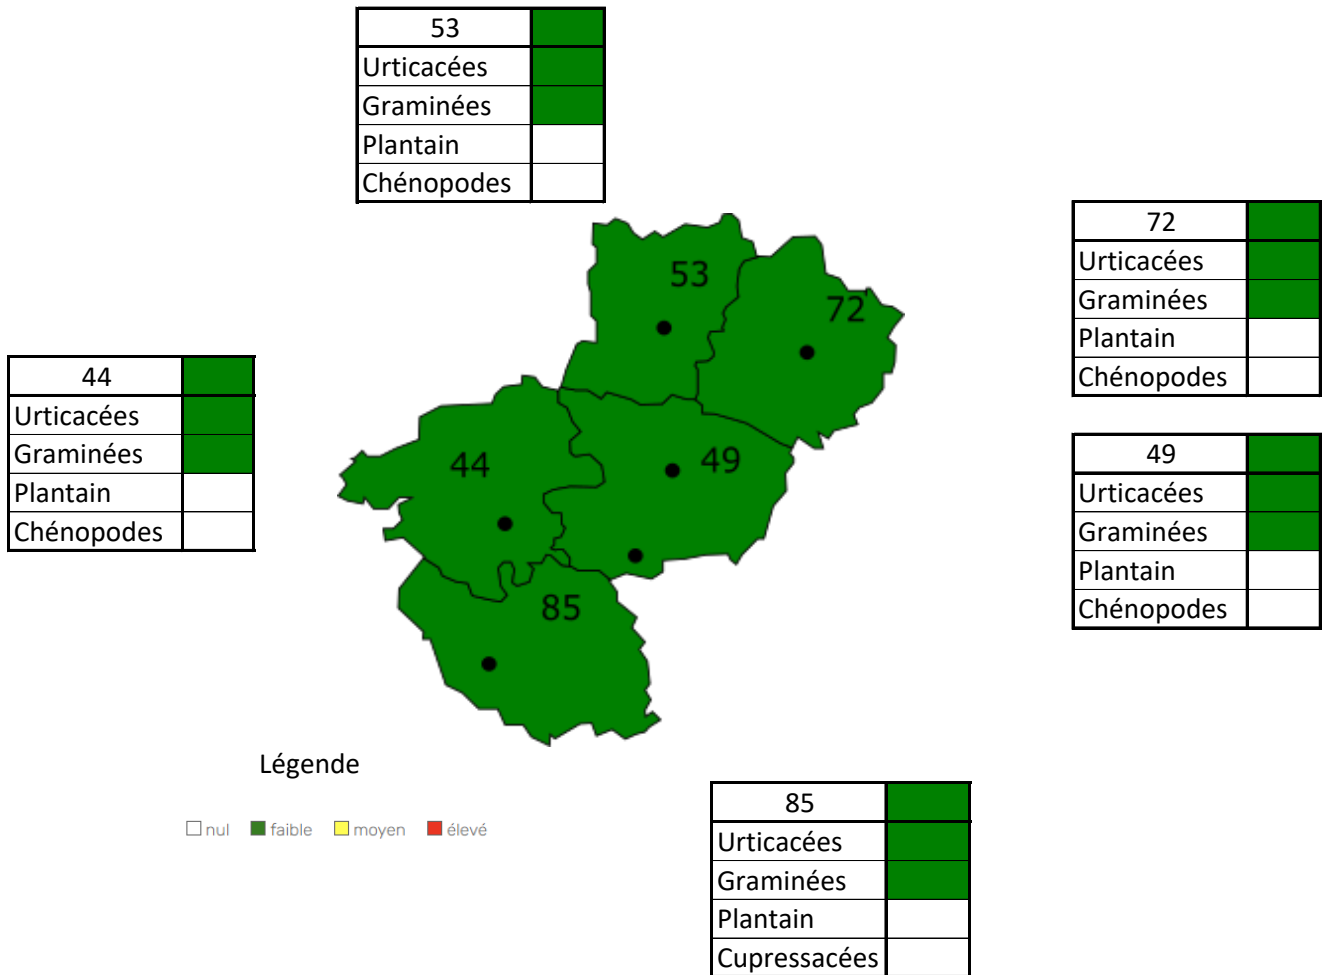 53
Urticacées
Graminées
Plantain
Chénopodes
72
Urticacées
Graminées
Plantain
Chénopodes
53
72
44
Urticacées
Graminées
Plantain
Chénopodes
44
49
49
Urticacées
Graminées
Plantain
Chénopodes
85
Légende
nul faible moyen élevé
85
Urticacées
Graminées
Plantain
Cupressacées